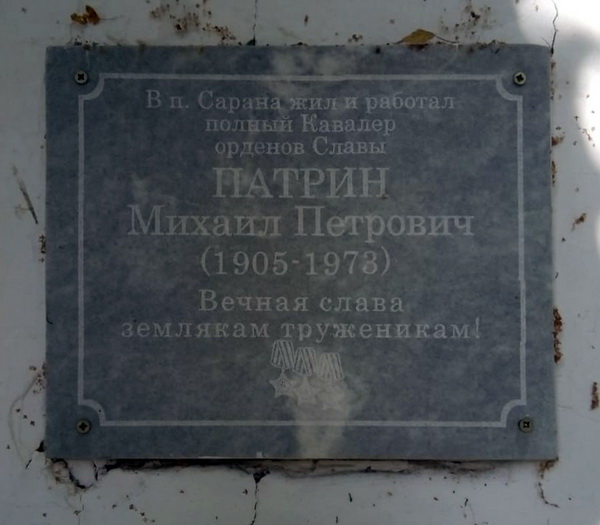 В п. Сарана жил и работал
полный Кавалер
орденов Славы
ПАТРИН
Михаил Петрович
(1905-1973)
Вечная слава
землякам труженикам!